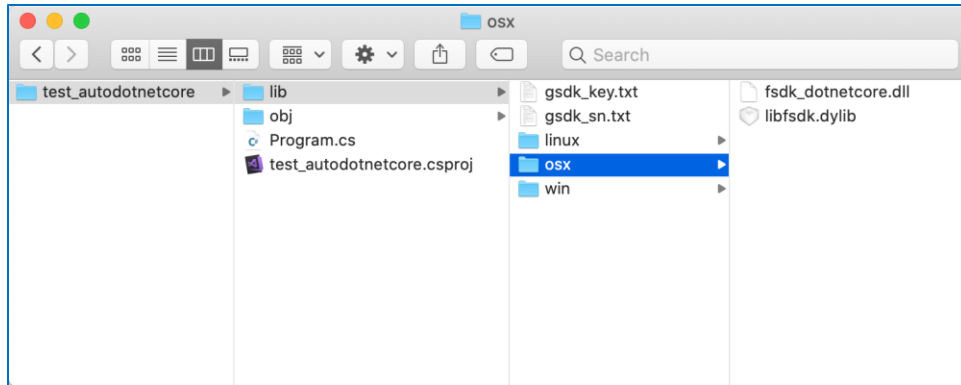 osx
Search
test_autodotnetcore
lib
obj
Program.cs
test_autodotnetcore.csproj
gsdk_key.txt
gsdk_sn.txt
linux
osx
win
fsdk_dotnetcore.dll
libfsdk.dylib